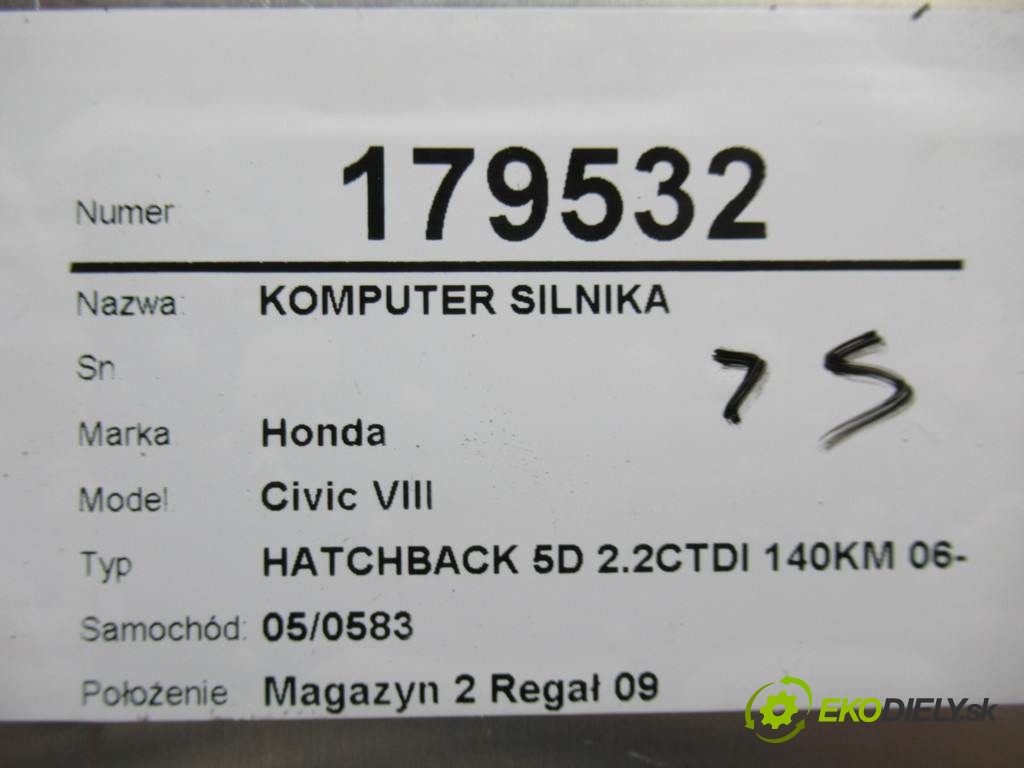 Numer 179532
Nazwa: KOMPUTER SILNIKA
Sn
75
Marka Honda
Model Civic VIII
Typ HATCHBACK 5D 2.2CTDI 140KM 06-
Samochód: 05/0583
Położenie Magazyn 2 Regał 09
EKODIELY.sk